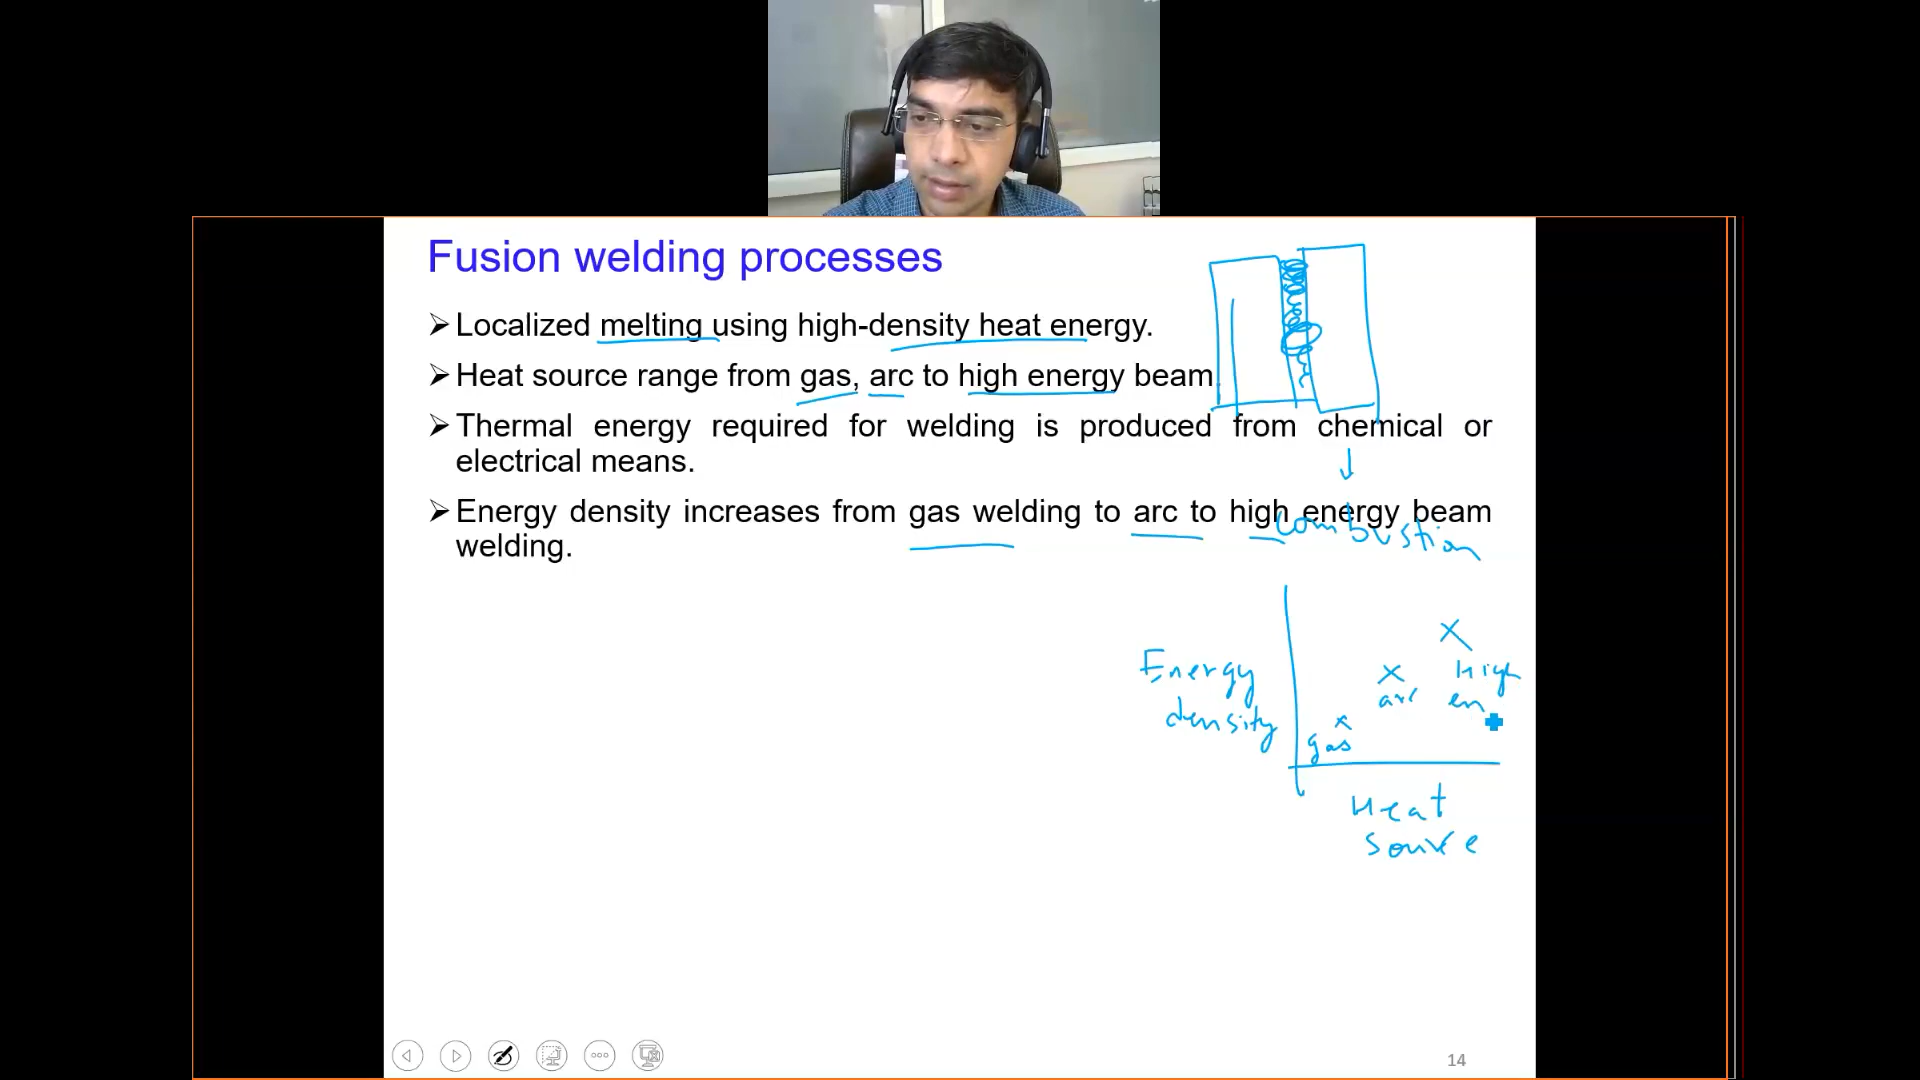 Fusion welding processes
➢Localized melting using high-density heat energy.
➢Heat source range from gas, arc to high energy beam.
➢Thermal energy required for welding is produced from chemical or
electrical means.
➢Energy density increases from gas welding to arc to high energy beam
welding.
combustion
Energy
density
gas
arc
High
en
Heat
source
14